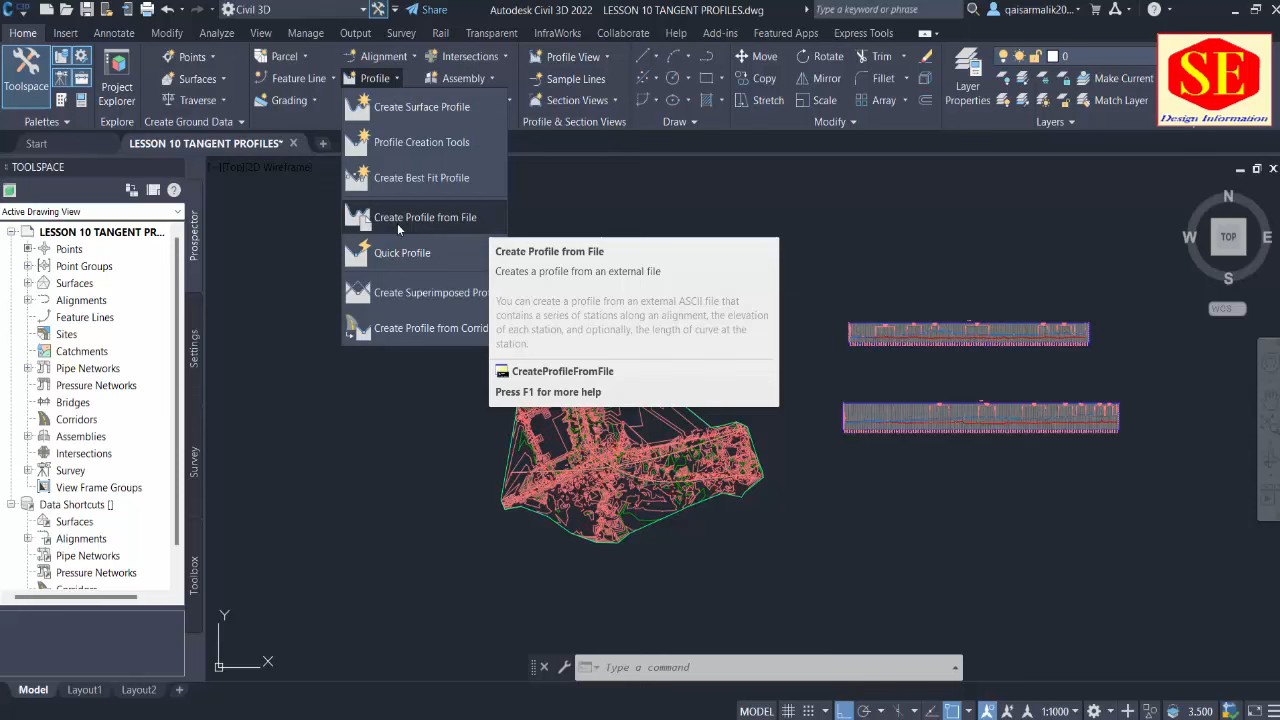 Civil 3D
Share
Autodesk Civil 3D 2022 LESSON 10 TANGENT PROFILES.dwg
Type a keyword or phrase
qaisarmalik20...
Home Insert Annotate Modify Analyze View Manage Output Survey Rail Transparent InfraWorks Collaborate Help Add-ins Featured Apps Express Tools
Toolspace
Project
Explorer
Points
Surfaces
Traverse
Parcel
Feature Line
Grading
Alignment
Profile
Intersections
Assembly
Profile View
Sample Lines
Section Views
Move
Copy
Stretch
Rotate
Mirror
Scale
Trim
Fillet
Array
Layer
Properties
0
Make Current
Match Layer
Palettes
Explore
Create Ground Data
Profile & Section Views
Draw
Modify
Layers
SE
Design Information
Start
LESSON 10 TANGENT PROFILES*
Create Surface Profile
Profile Creation Tools
Create Best Fit Profile
Create Profile from File
Quick Profile
Create Superimposed Pro
Create Profile from Corrid
Create Profile from File
Creates a profile from an external file
You can create a profile from an external ASCII file that
contains a series of stations along an alignment, the elevation
of each station, and optionally, the length of curve at the
station.
CreateProfileFromFile
Press F1 for more help
[−][Top][2D Wireframe]
TOOLSPACE
Active Drawing View
LESSON 10 TANGENT PR...
Points
Point Groups
Surfaces
Alignments
Feature Lines
Sites
Catchments
Pipe Networks
Pressure Networks
Bridges
Corridors
Assemblies
Intersections
Survey
View Frame Groups
Data Shortcuts []
Surfaces
Alignments
Pipe Networks
Pressure Networks
Corridors
Prospector
Settings
Survey
Toolbox
N
W
TOP
E
S
WCS
Y
X
Type a command
Model
Layout1
Layout2
MODEL
1:1000
3.500